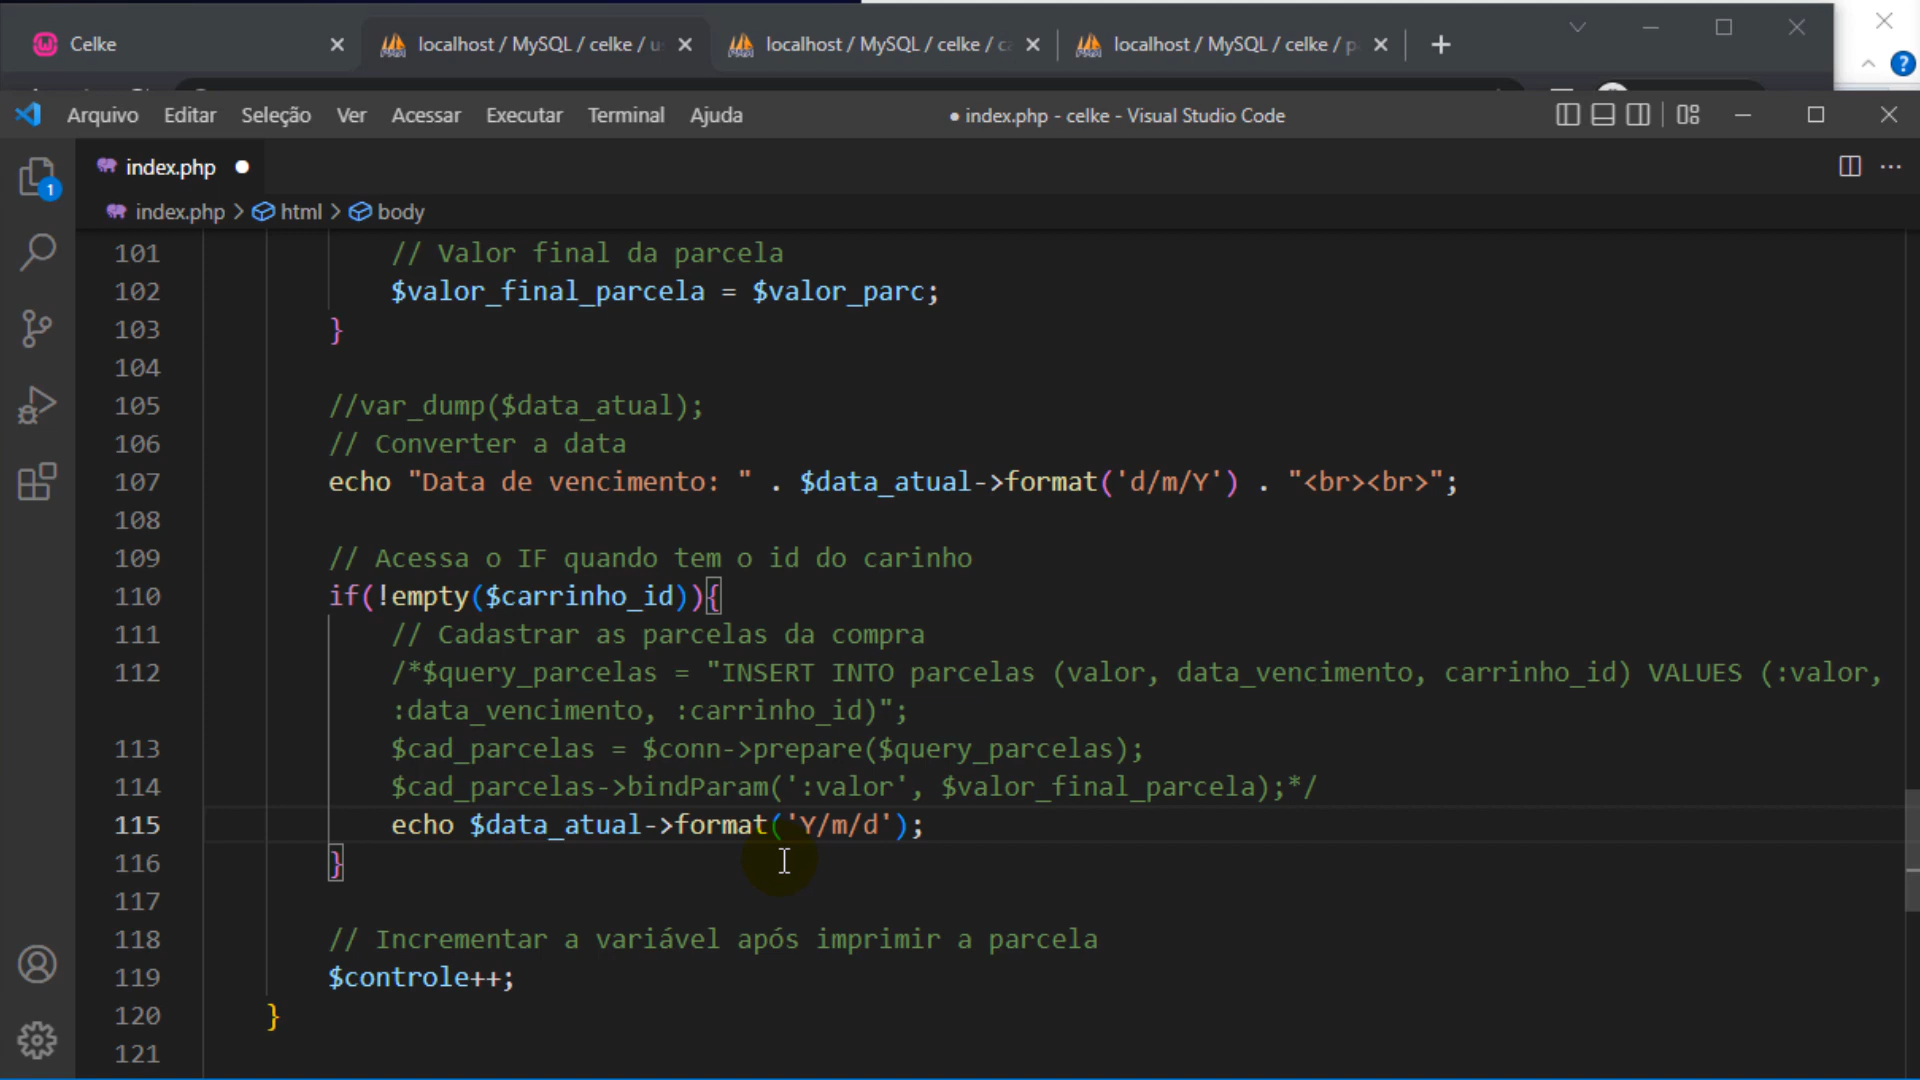 Celke
localhost / MySQL / celke / u
localhost / MySQL / celke / c
localhost / MySQL / celke / p
Arquivo Editar Seleção Ver Acessar Executar Terminal Ajuda
● index.php - celke - Visual Studio Code
index.php
index.php > html > body
1
101 // Valor final da parcela
102 $valor_final_parcela = $valor_parc;
103 }
104
105 //var_dump($data_atual);
106 // Converter a data
107 echo "Data de vencimento: " . $data_atual->format('d/m/Y') . "<br><br>";
108
109 // Acessa o IF quando tem o id do carinho
110 if(!empty($carrinho_id)){
111 // Cadastrar as parcelas da compra
112 /*$query_parcelas = "INSERT INTO parcelas (valor, data_vencimento, carrinho_id) VALUES (:valor,
:data_vencimento, :carrinho_id)";
113 $cad_parcelas = $conn->prepare($query_parcelas);
114 $cad_parcelas->bindParam(':valor', $valor_final_parcela);*/
115 echo $data_atual->format('Y/m/d');
116 }
117
118 // Incrementar a variável após imprimir a parcela
119 $controle++;
120 }
121